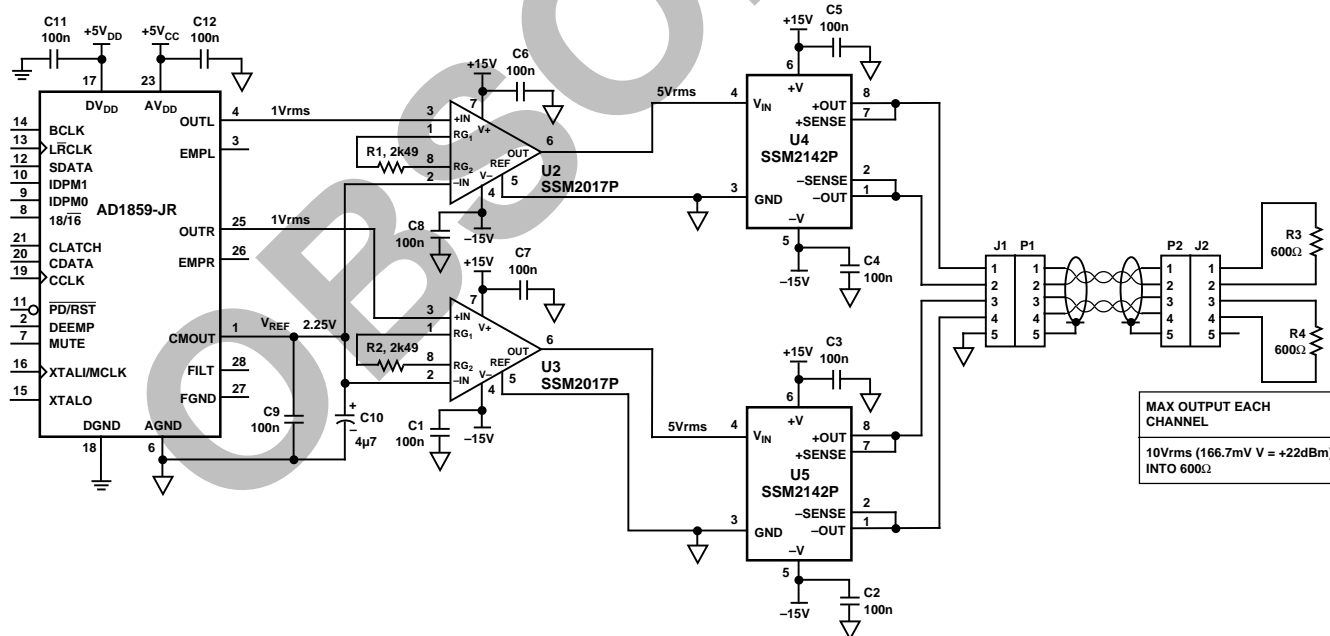 OBSO
C11
100n
+5VDD
+5VCC
C12
100n
17
23
DVDD
AVDD
AD1859-JR
14 BCLK
13 LRCLK
12 SDATA
10 IDPM1
9 IDPM0
8 18/16
21 CLATCH
20 CDATA
19 CCLK
11 PD/RST
2 DEEMP
7 MUTE
16 XTALI/MCLK
15 XTALO
OUTL 4
EMPL 3
OUTR 25
EMPR 26
CMOUT 1
FILT 28
FGND 27
DGND
AGND
18
6
1Vrms
1Vrms
VREF 2.25V
C9
100n
+
C10
–
4µ7
+15V
C6
100n
7
3 +IN
V+
1 RG1
R1, 2k49
8 RG2
2 –IN
OUT 6
REF
V–
5
4
U2
SSM2017P
C8
100n
–15V
+15V
C7
100n
7
3 +IN
V+
1 RG1
R2, 2k49
8 RG2
2 –IN
OUT 6
REF
V–
5
4
U3
SSM2017P
C1
100n
–15V
5Vrms
+15V
C5
100n
6
+V
4 VIN
+OUT 8
+SENSE 7
U4
SSM2142P
–SENSE 2
–OUT 1
3 GND
–V
5
C4
100n
–15V
5Vrms
+15V
C3
100n
6
+V
4 VIN
+OUT 8
+SENSE 7
U5
SSM2142P
–SENSE 2
–OUT 1
3 GND
–V
5
C2
100n
–15V
J1 P1
1 1
2 2
3 3
4 4
5 5
P2 J2
1 1
2 2
3 3
4 4
5 5
R3
600Ω
R4
600Ω
MAX OUTPUT EACH
CHANNEL
10Vrms (166.7mV V = +22dBm)
INTO 600Ω